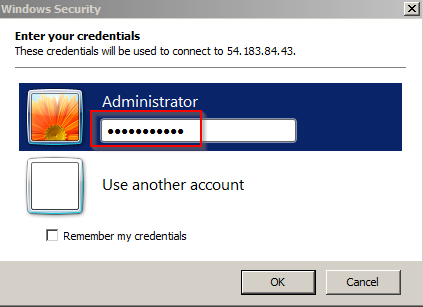 Windows Security
Enter your credentials
These credentials will be used to connect to 54.183.84.43.
Administrator
●●●●●●●●●●●
Use another account
Remember my credentials
OK
Cancel